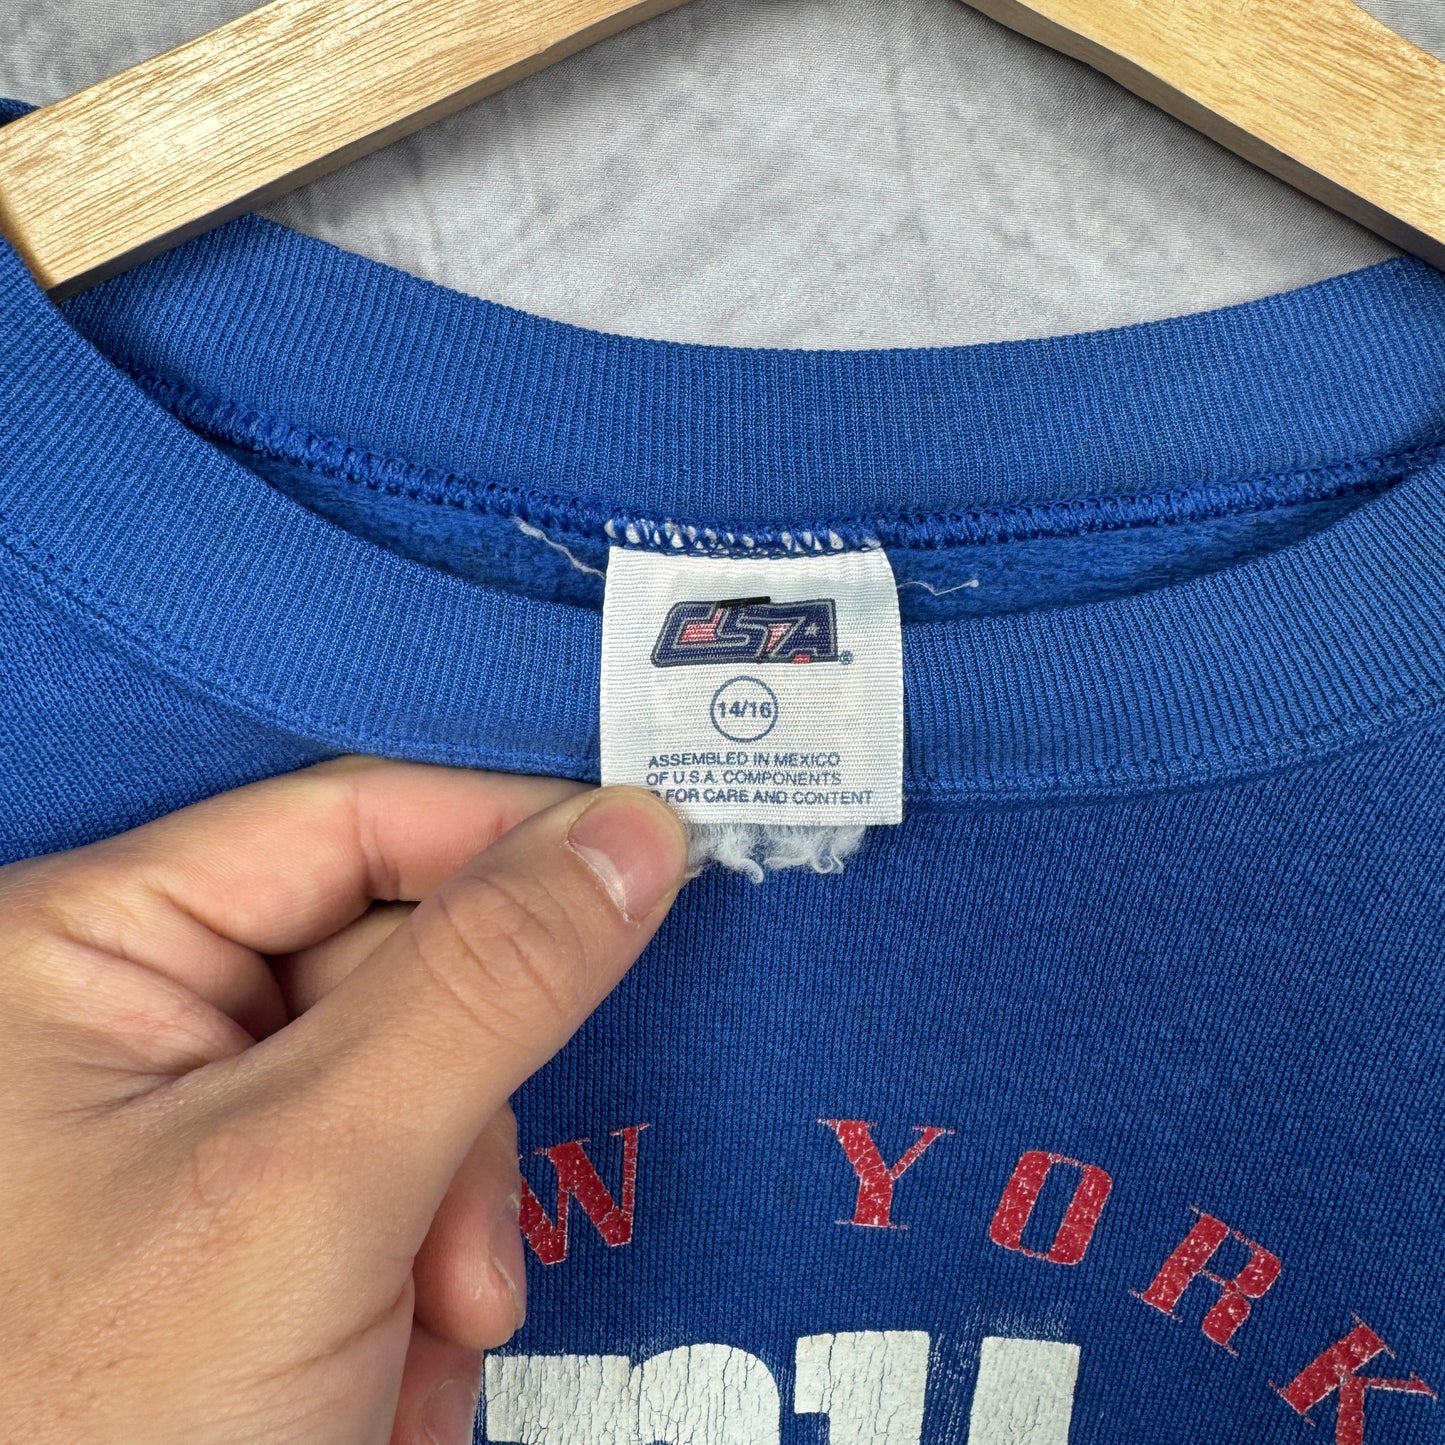 CSA®
14/16
ASSEMBLED IN MEXICO
OF U.S.A. COMPONENTS
FOR CARE AND CONTENT
W YORK